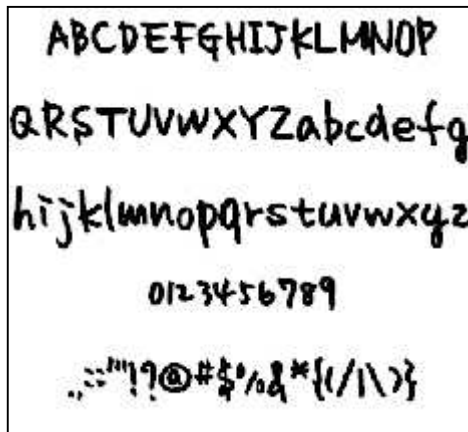 ABCDEFGHIJKLMNOP
QRSTUVWXYZabcdefg
hijklmnopqrstuvwxyz
0123456789
.,:;"'!?@#$%&*{(/|\)}